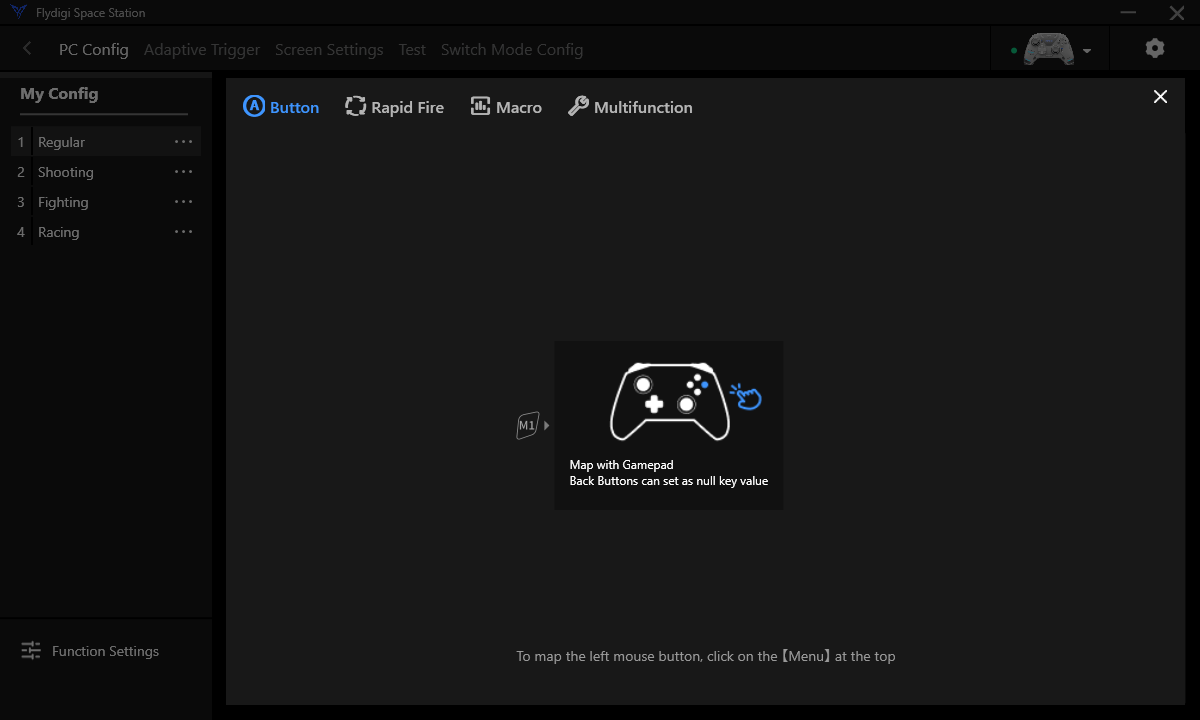 Flydigi Space Station
PC Config
Adaptive Trigger
Screen Settings
Test
Switch Mode Config
My Config
1 Regular
2 Shooting
3 Fighting
4 Racing
Function Settings
A Button
Rapid Fire
Macro
Multifunction
M1
Map with Gamepad
Back Buttons can set as null key value
To map the left mouse button, click on the 【Menu】 at the top